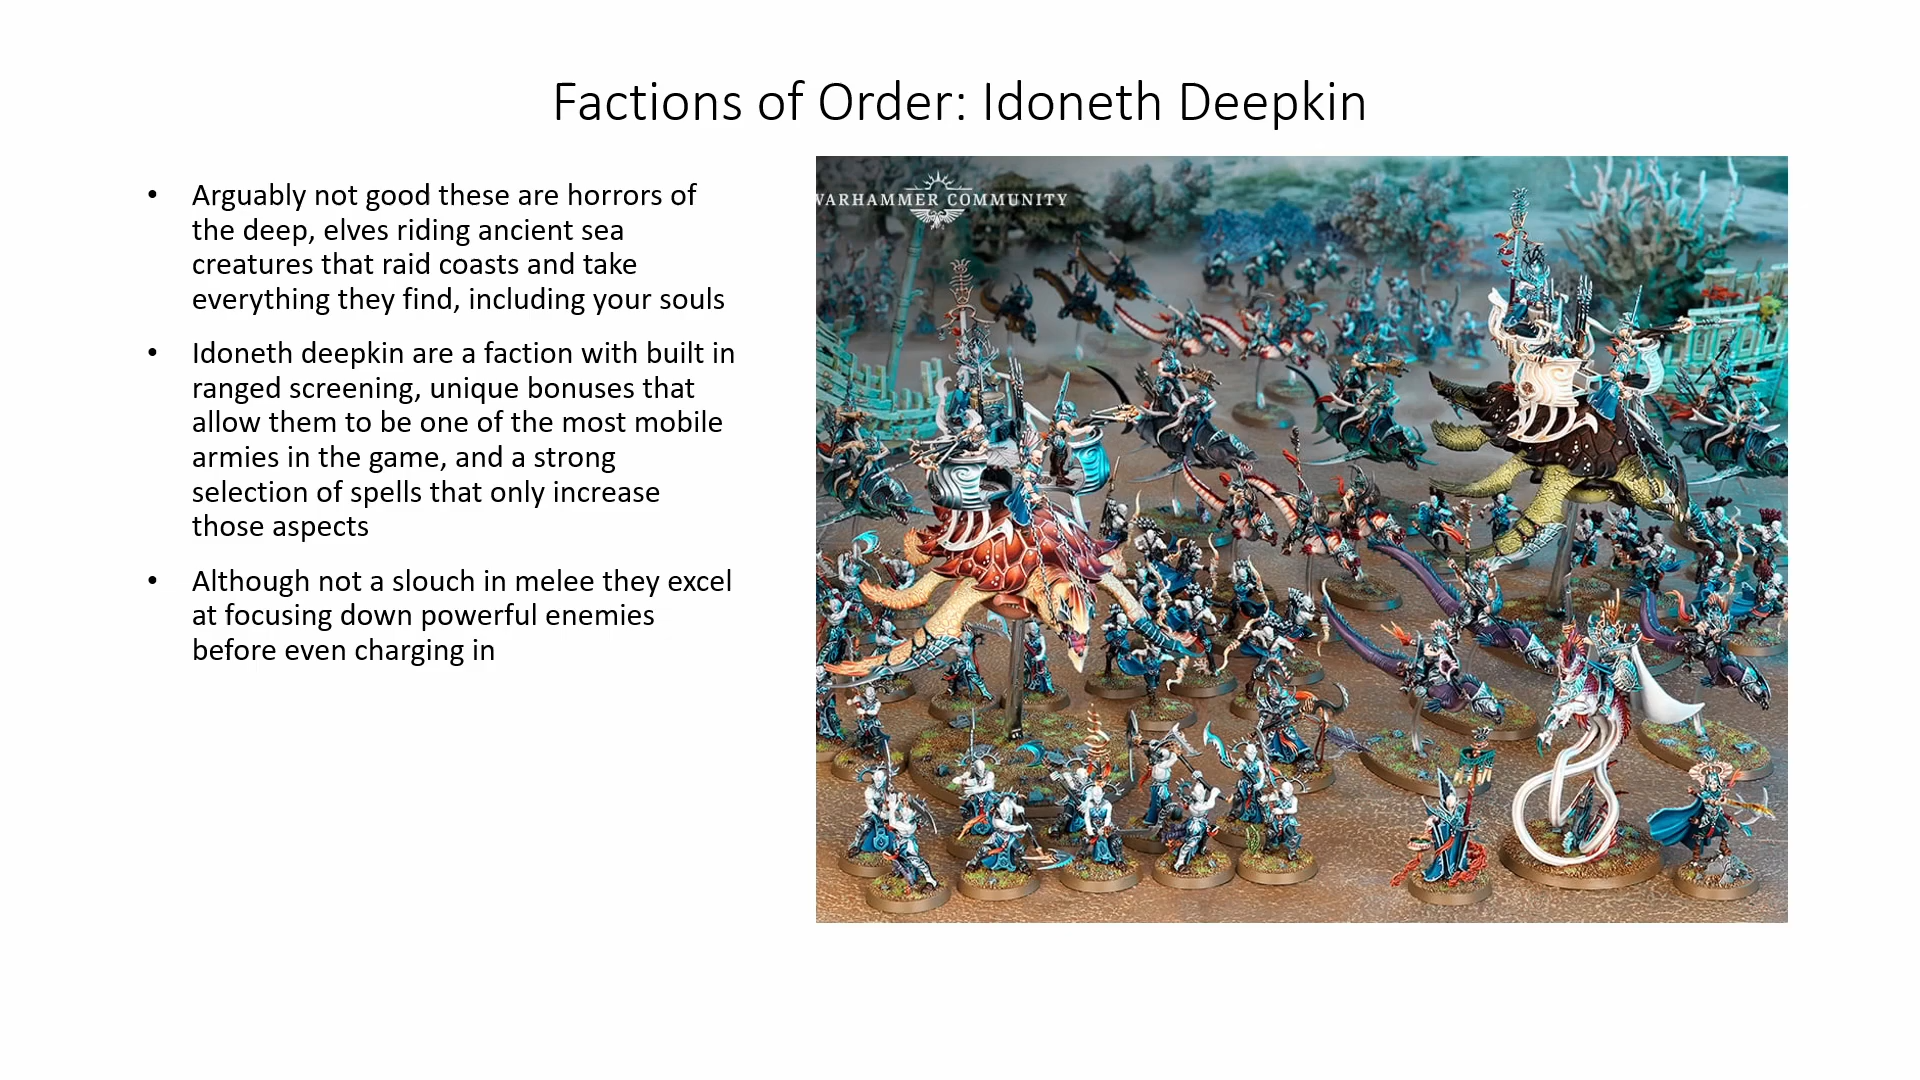 Factions of Order: Idoneth Deepkin
• Arguably not good these are horrors of
the deep, elves riding ancient sea
creatures that raid coasts and take
everything they find, including your souls
• Idoneth deepkin are a faction with built in
ranged screening, unique bonuses that
allow them to be one of the most mobile
armies in the game, and a strong
selection of spells that only increase
those aspects
• Although not a slouch in melee they excel
at focusing down powerful enemies
before even charging in
WARHAMMER COMMUNITY